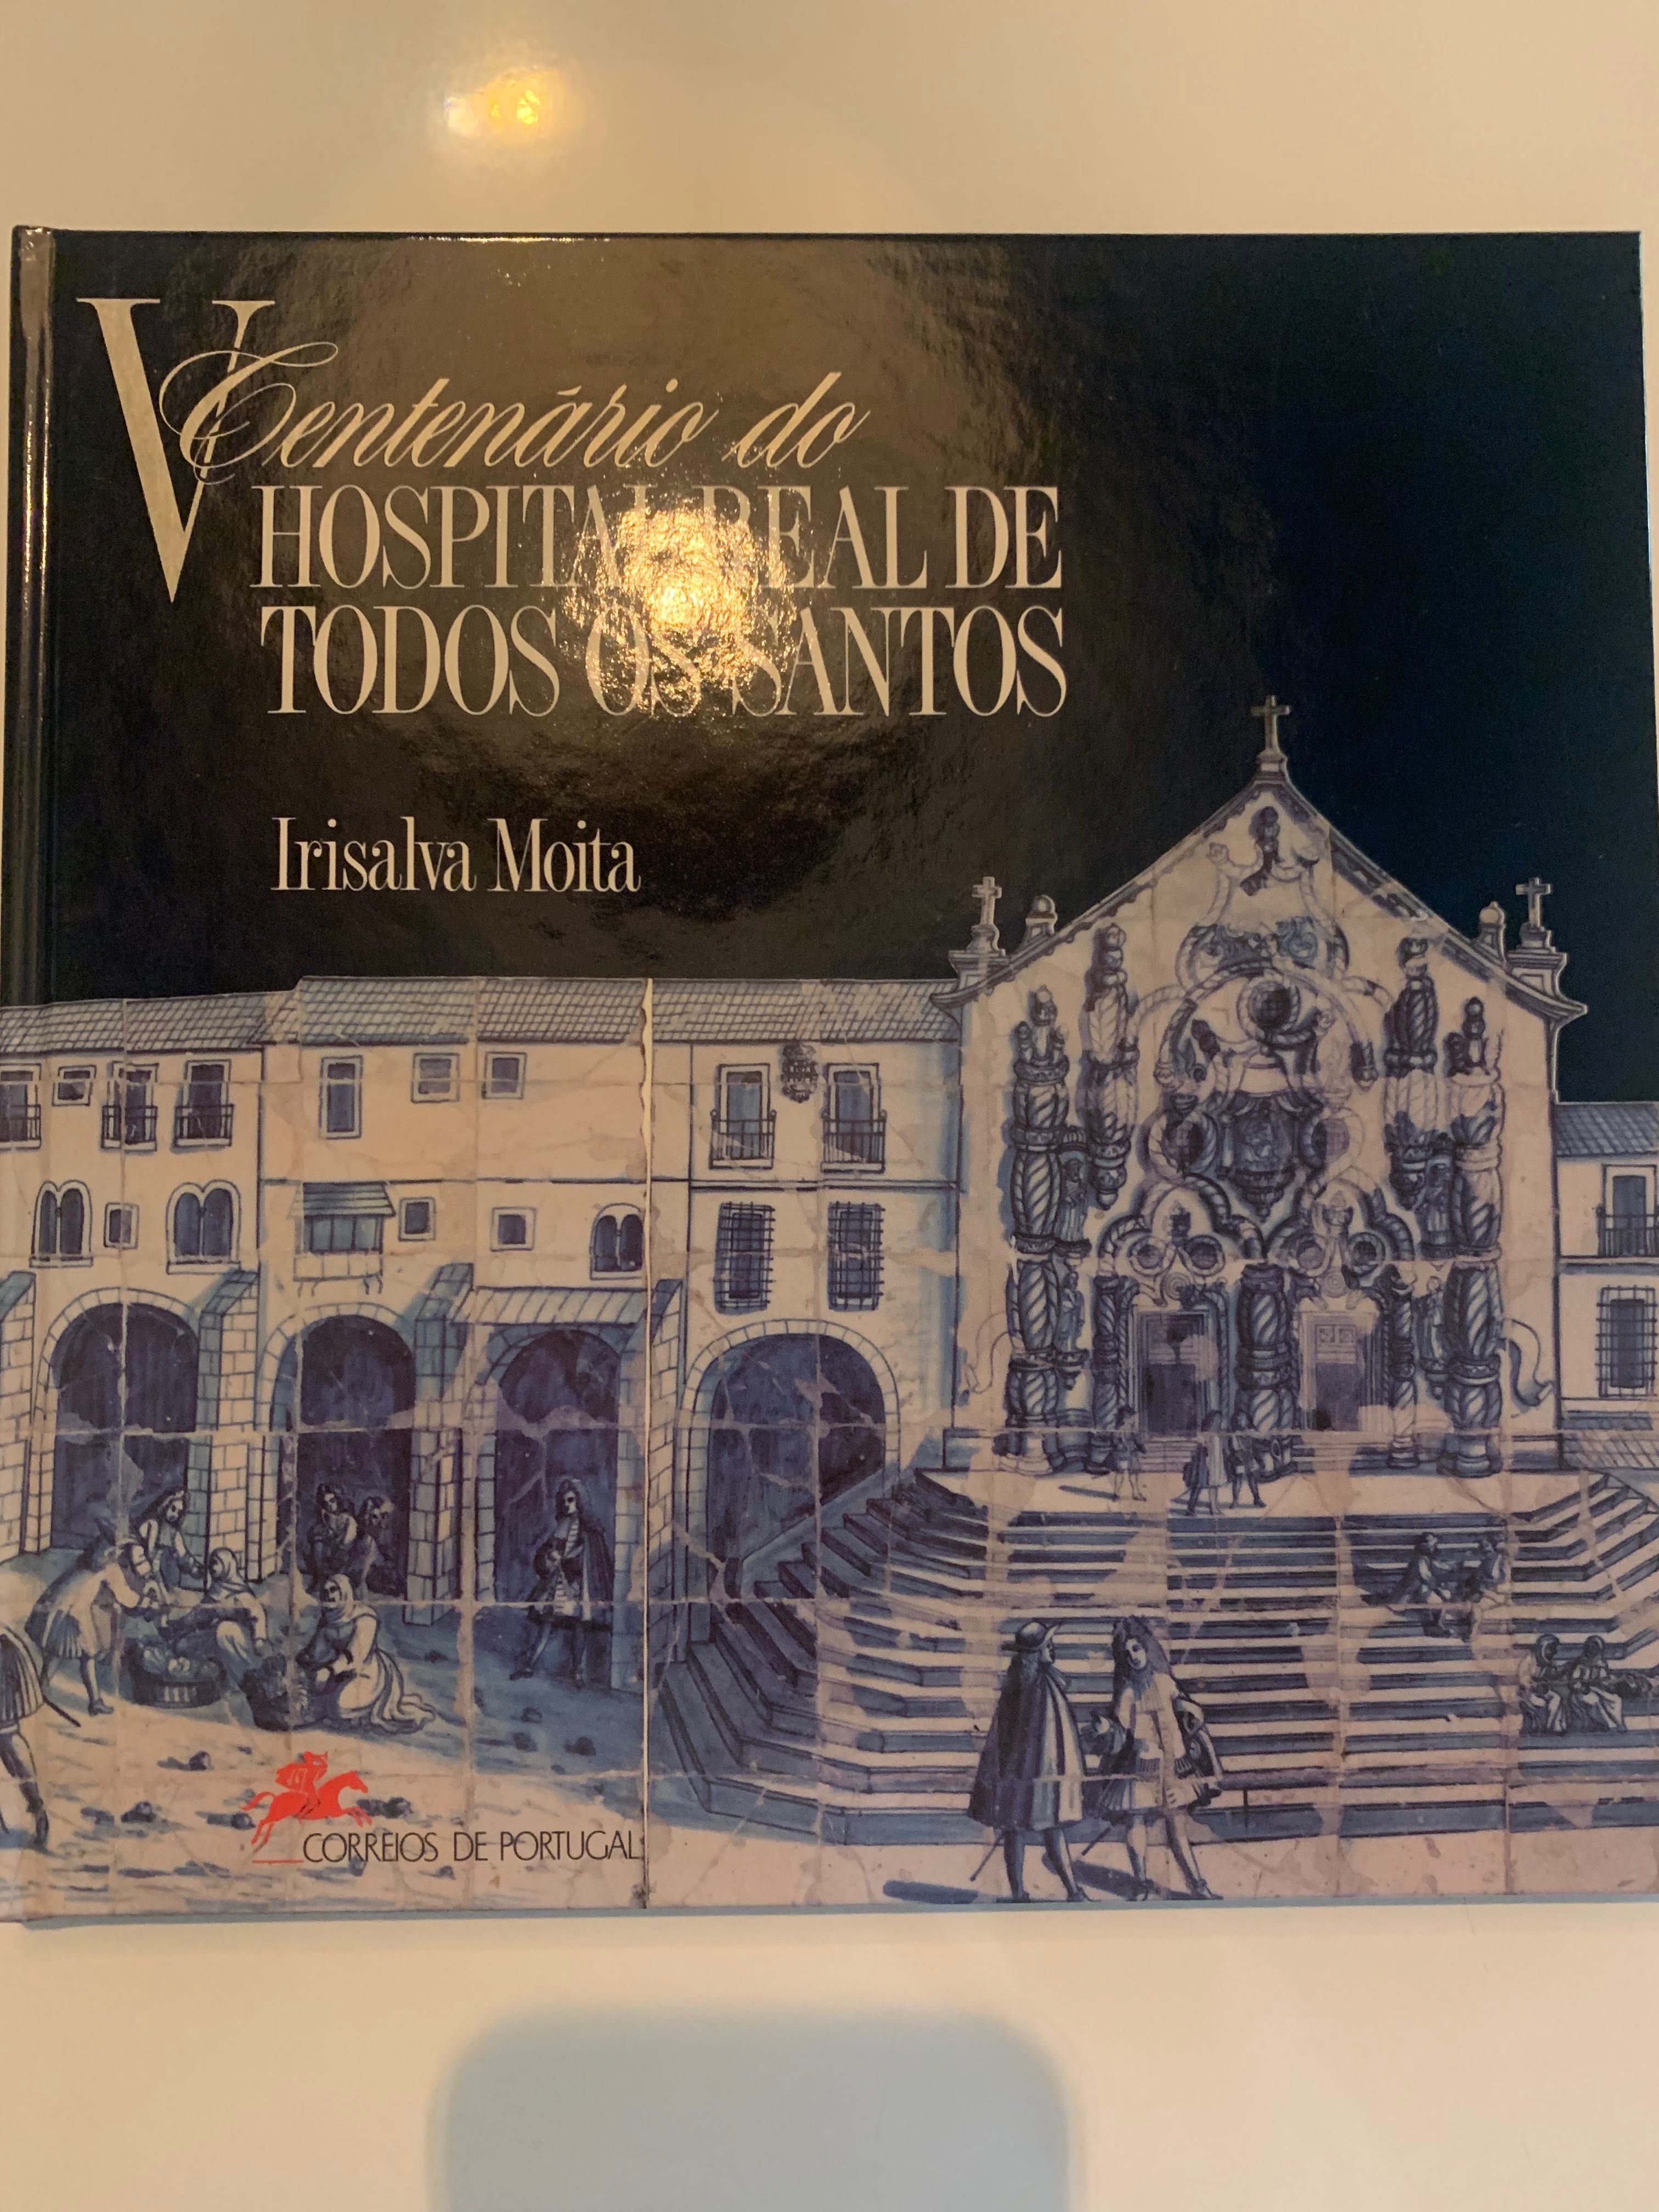 V Centenário do
HOSPITAL REAL DE
TODOS OS SANTOS
Irisalva Moita
CORREIOS DE PORTUGAL